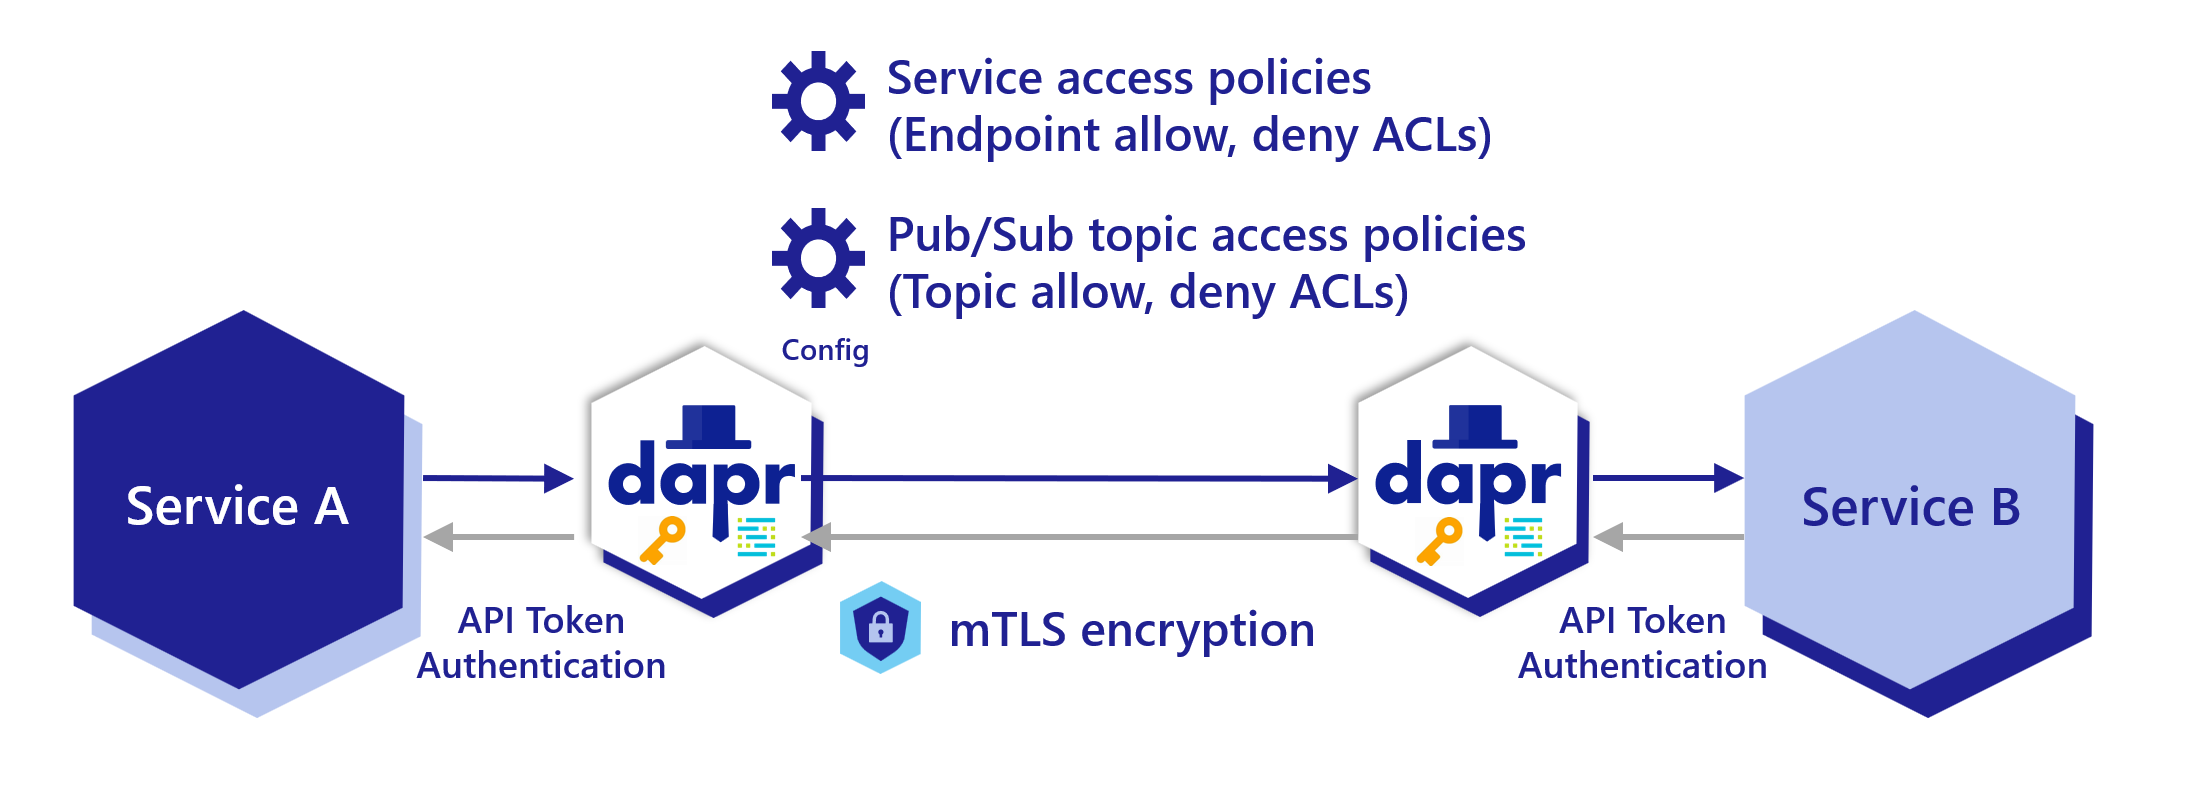 Service access policies
(Endpoint allow, deny ACLs)
Pub/Sub topic access policies
(Topic allow, deny ACLs)
Config
Service A
dapr
dapr
Service B
API Token
Authentication
mTLS encryption
API Token
Authentication